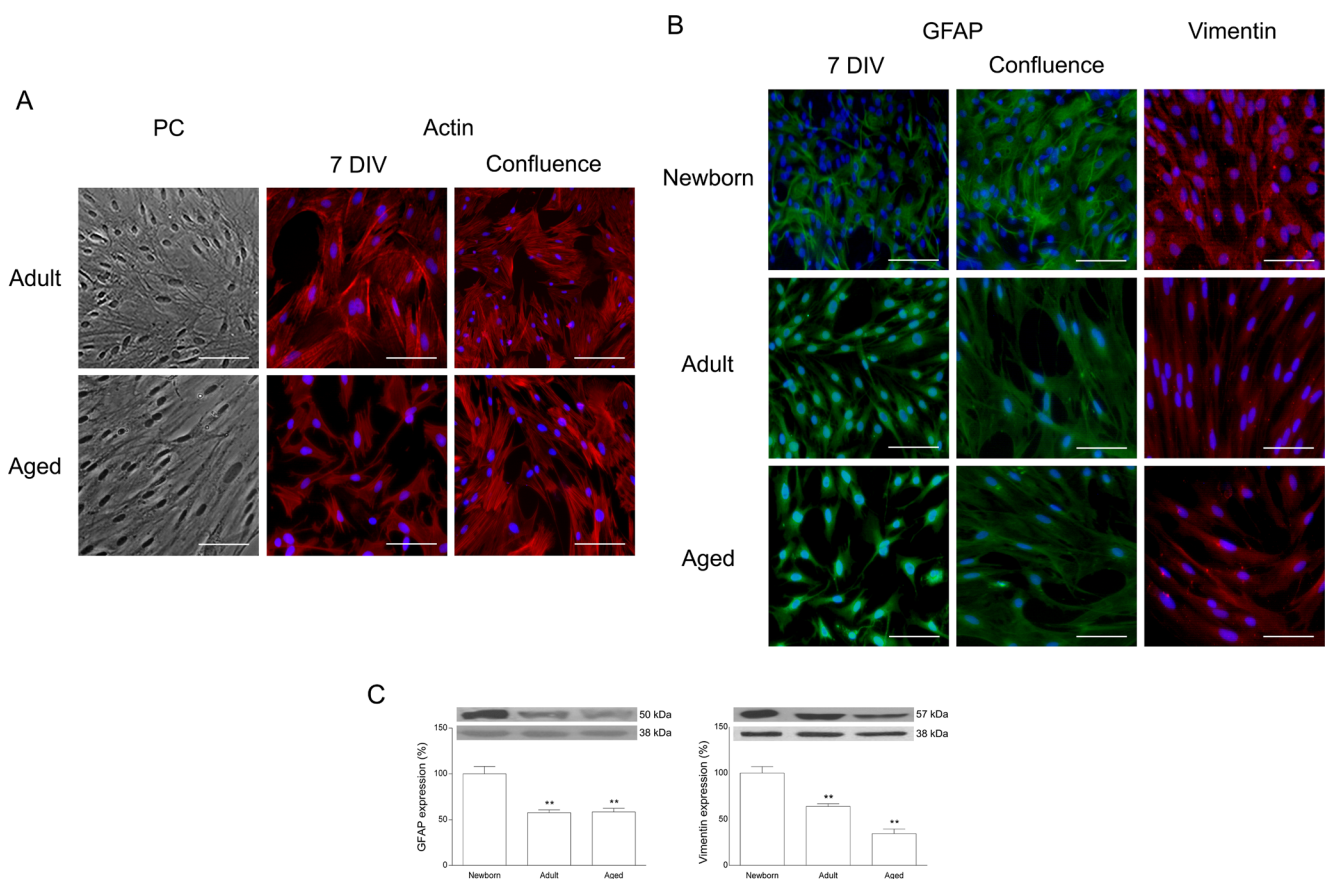 A
PC
Actin
7 DIV
Confluence
Adult
Aged
B
GFAP
Vimentin
7 DIV
Confluence
Newborn
Adult
Aged
C
50 kDa
38 kDa
GFAP expression (%)
150
100
50
0
**
**
Newborn Adult Aged
57 kDa
38 kDa
Vimentin expression (%)
150
100
50
0
**
**
Newborn Adult Aged